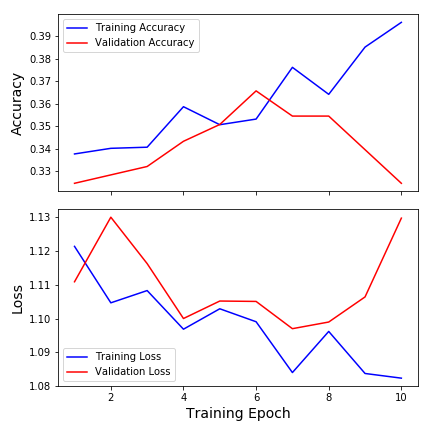 Training Accuracy
Validation Accuracy
Accuracy
0.39
0.38
0.37
0.36
0.35
0.34
0.33
1.13
1.12
1.11
1.10
1.09
1.08
Loss
Training Loss
Validation Loss
2 4 6 8 10
Training Epoch